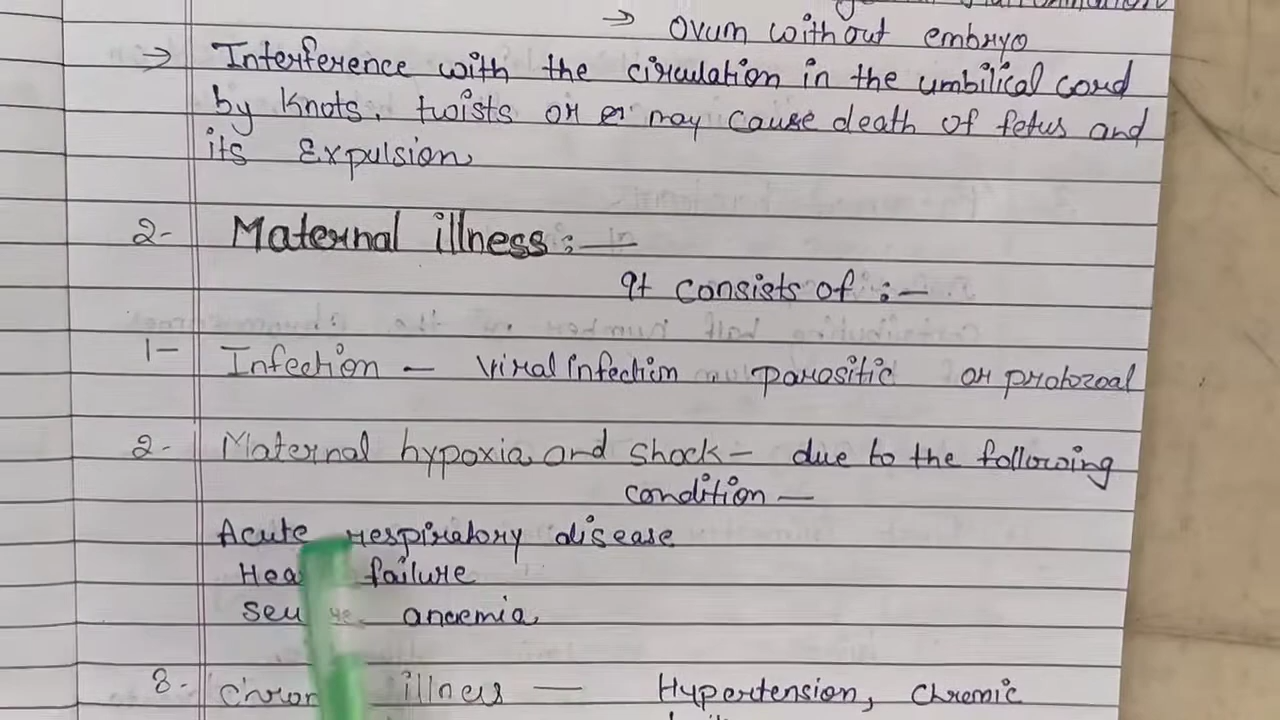 → Ovum without embryo
→ Interference with the circulation in the umbilical cord
by Knots, twists or may cause death of fetus and
its Expulsion
2- Maternal illness:—
It consists of :-
1- Infection - viral infection parasitic or protozoal
2- Maternal hypoxia and shock - due to the following
condition -
Acute respiratory disease
failure
anaemia
illness — Hypertension, Chronic